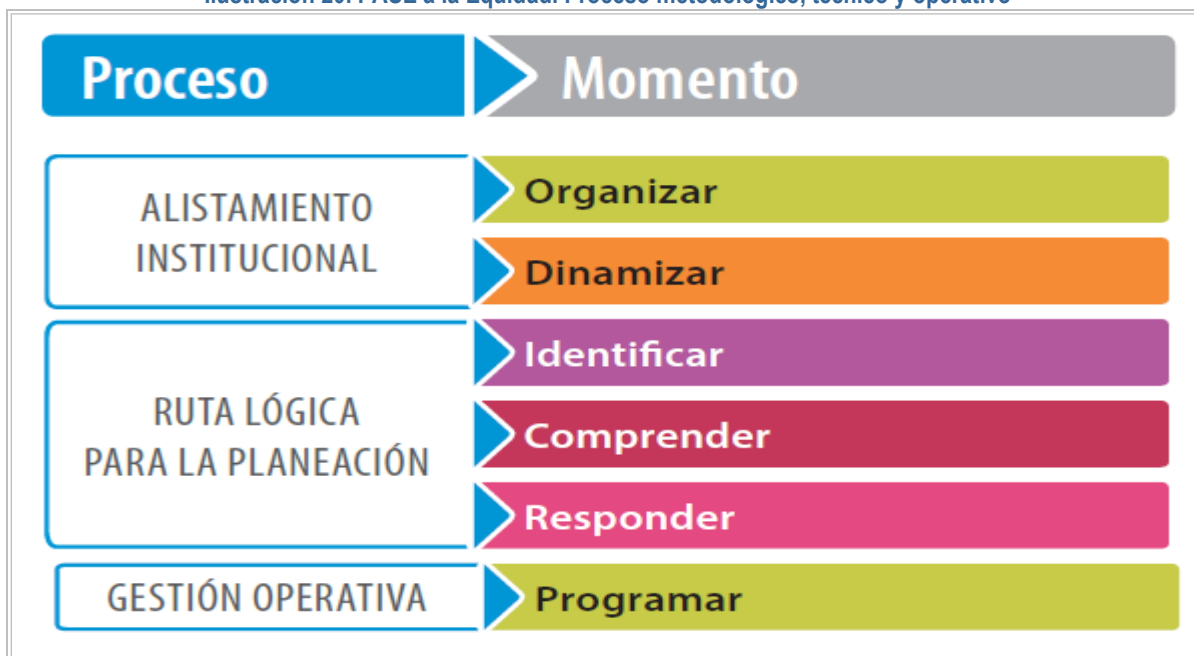 Proceso
Momento
ALISTAMIENTO
INSTITUCIONAL
Organizar
Dinamizar
RUTA LÓGICA
PARA LA PLANEACIÓN
Identificar
Comprender
Responder
GESTIÓN OPERATIVA
Programar